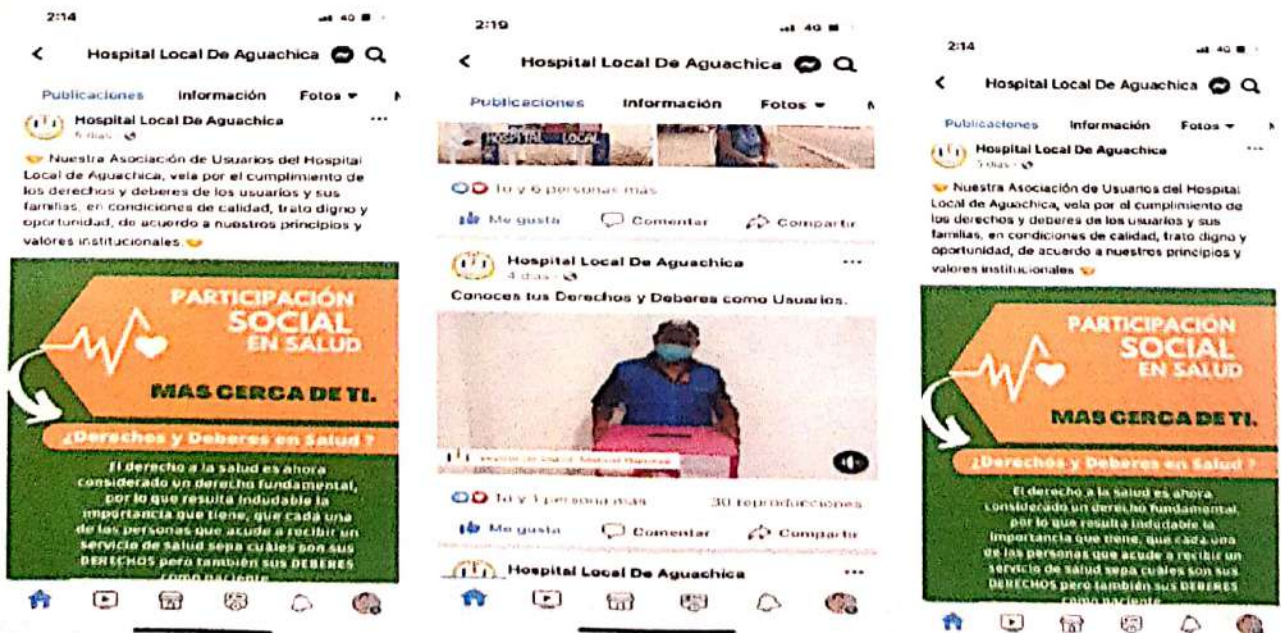 2:14
4G
Hospital Local De Aguachica
Publicaciones Información Fotos
Hospital Local De Aguachica
5 días
Nuestra Asociación de Usuarios del Hospital
Local de Aguachica, vela por el cumplimiento de
los derechos y deberes de los usuarios y sus
familias, en condiciones de calidad, trato digno y
oportunidad, de acuerdo a nuestros principios y
valores institucionales.
PARTICIPACIÓN
SOCIAL
EN SALUD
MAS CERCA DE TI.
¿Derechos y Deberes en Salud ?
El derecho a la salud es ahora
considerado un derecho fundamental,
por lo que resulta indudable la
importancia que tiene, que cada una
de las personas que acude a recibir un
servicio de salud sepa cuáles son sus
DERECHOS pero también sus DEBERES
como paciente
2:19
4G
Hospital Local De Aguachica
Publicaciones Información Fotos
HOSPITAL LOCAL
Tú y 6 personas más
Me gusta Comentar Compartir
Hospital Local De Aguachica
4 días
Conoces tus Derechos y Deberes como Usuarios.
Tú y 1 persona más 30 reproducciones
Me gusta Comentar Compartir
Hospital Local De Aguachica
2:14
4G
Hospital Local De Aguachica
Publicaciones Información Fotos
Hospital Local De Aguachica
5 días
Nuestra Asociación de Usuarios del Hospital
Local de Aguachica, vela por el cumplimiento de
los derechos y deberes de los usuarios y sus
familias, en condiciones de calidad, trato digno y
oportunidad, de acuerdo a nuestros principios y
valores institucionales
PARTICIPACIÓN
SOCIAL
EN SALUD
MAS CERCA DE TI.
¿Derechos y Deberes en Salud ?
El derecho a la salud es ahora
considerado un derecho fundamental,
por lo que resulta indudable la
importancia que tiene, que cada una
de las personas que acude a recibir un
servicio de salud sepa cuáles son sus
DERECHOS pero también sus DEBERES
como paciente